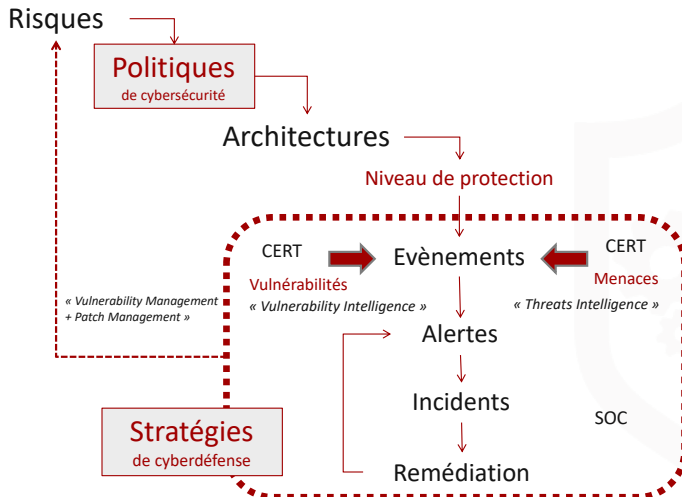 Risques
Politiques
de cybersécurité
Architectures
Niveau de protection
CERT
Evènements
CERT
Vulnérabilités
Menaces
« Vulnerability Management
+ Patch Management »
« Vulnerability Intelligence »
« Threats Intelligence »
Alertes
Incidents
SOC
Stratégies
de cyberdéfense
Remédiation